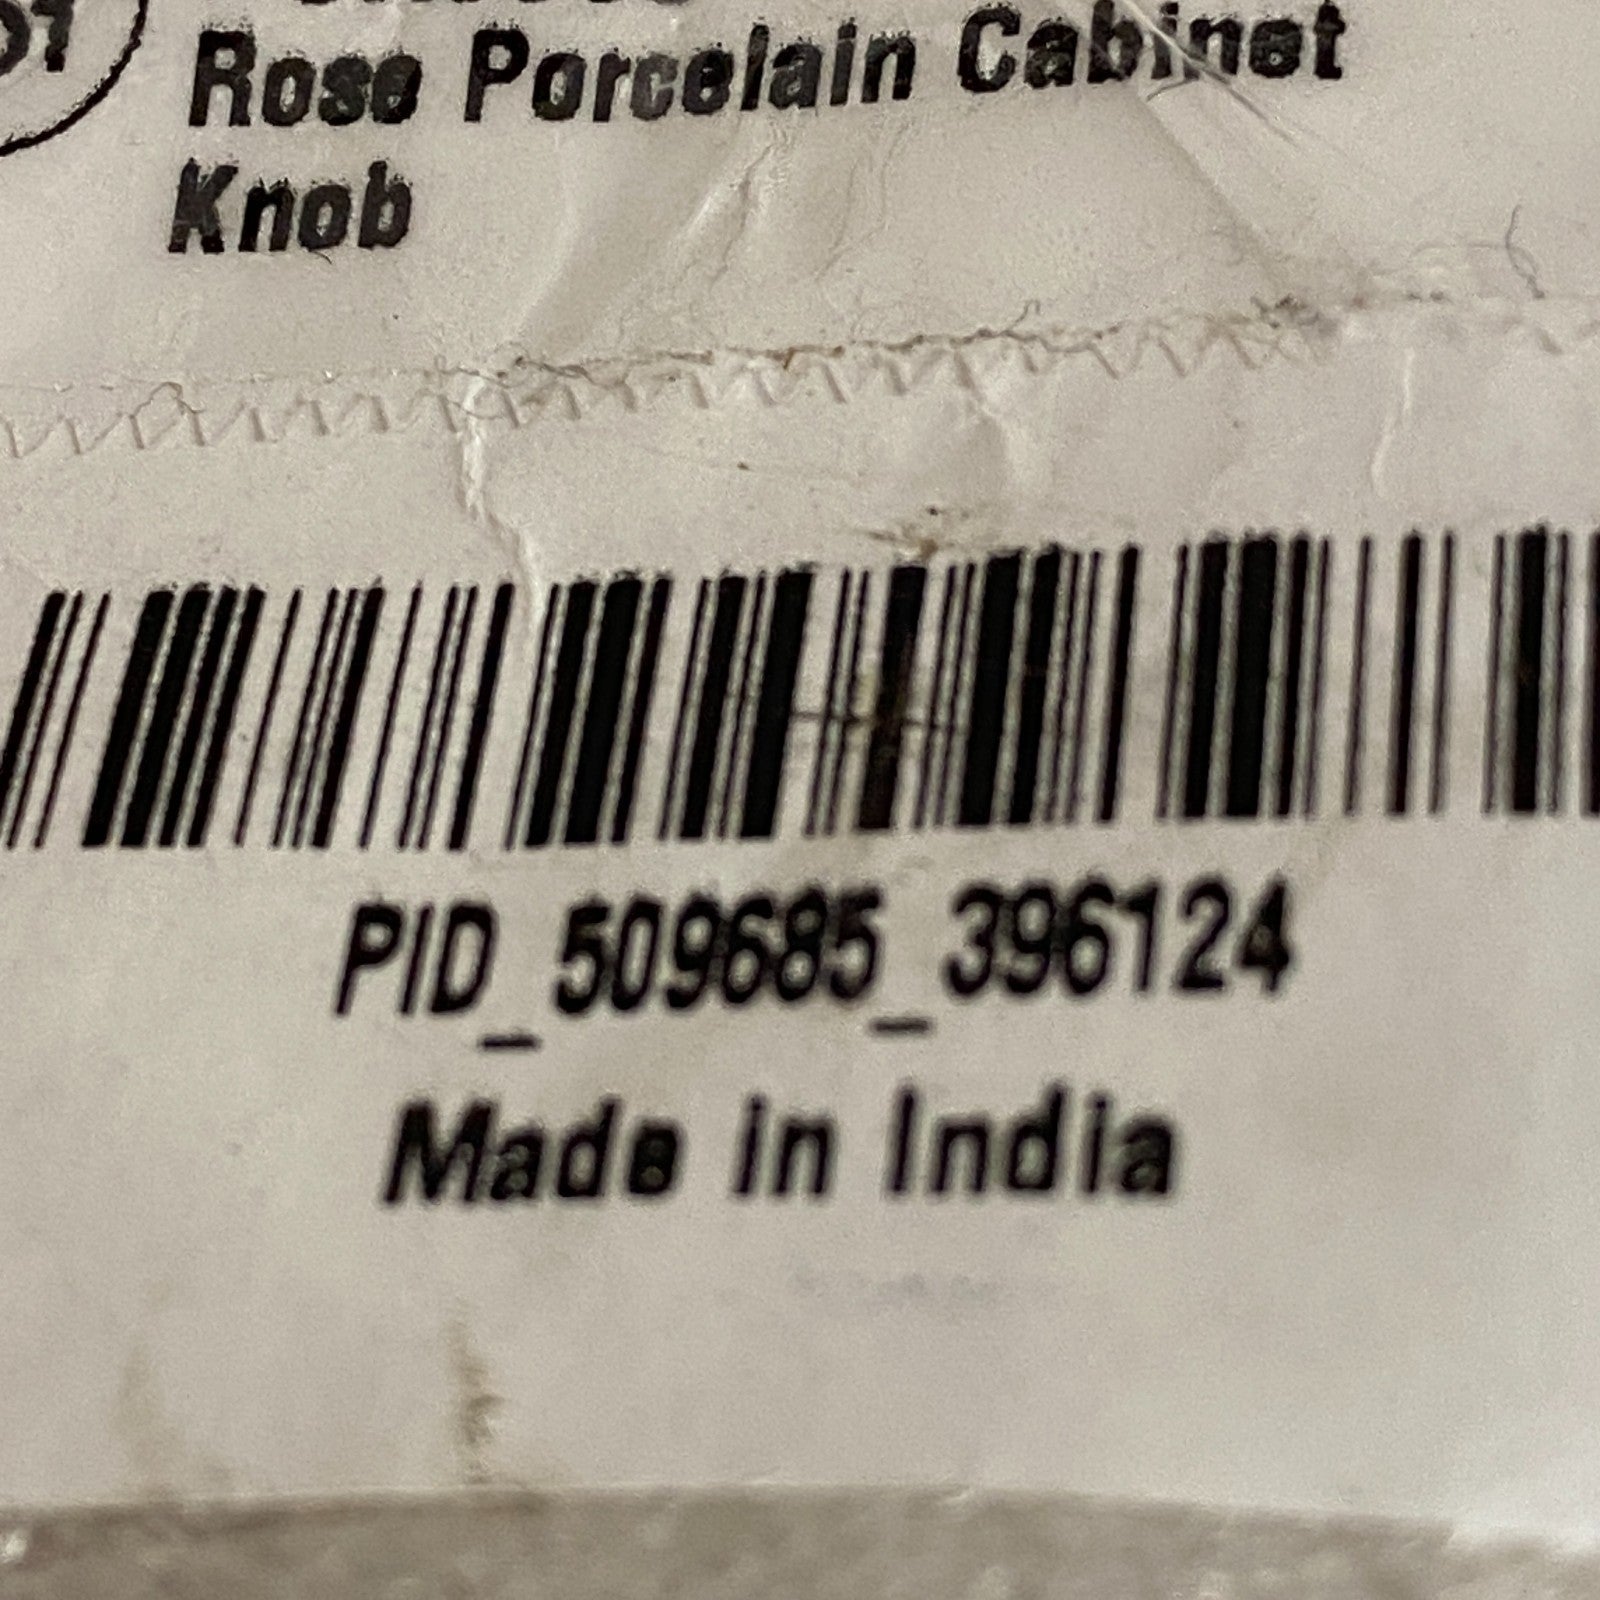 Rose Porcelain Cabinet
Knob
PID_509685_396124
Made in India